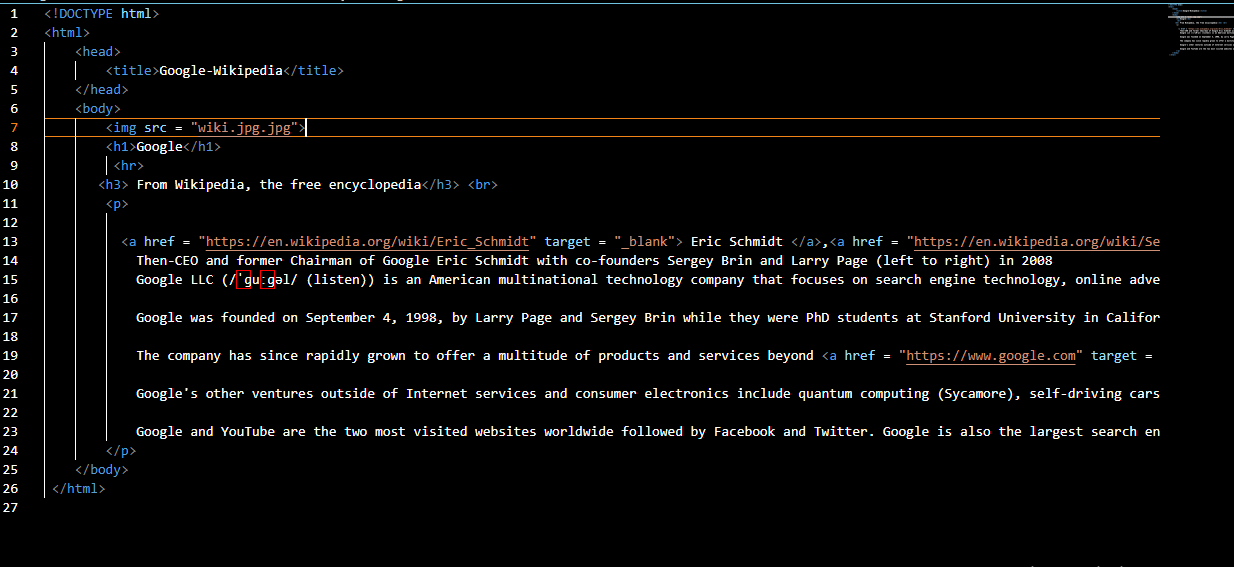 1 <!DOCTYPE html>
2 <html>
3 <head>
4 <title>Google-Wikipedia</title>
5 </head>
6 <body>
7 <img src = "wiki.jpg.jpg">
8 <h1>Google</h1>
9 <hr>
10 <h3> From Wikipedia, the free encyclopedia</h3> <br>
11 <p>
12
13 <a href = "https://en.wikipedia.org/wiki/Eric_Schmidt" target = "_blank"> Eric Schmidt </a>,<a href = "https://en.wikipedia.org/wiki/Se
14 Then-CEO and former Chairman of Google Eric Schmidt with co-founders Sergey Brin and Larry Page (left to right) in 2008
15 Google LLC (/ˈɡuːɡəl/ (listen)) is an American multinational technology company that focuses on search engine technology, online adve
16
17 Google was founded on September 4, 1998, by Larry Page and Sergey Brin while they were PhD students at Stanford University in Califor
18
19 The company has since rapidly grown to offer a multitude of products and services beyond <a href = "https://www.google.com" target =
20
21 Google's other ventures outside of Internet services and consumer electronics include quantum computing (Sycamore), self-driving cars
22
23 Google and YouTube are the two most visited websites worldwide followed by Facebook and Twitter. Google is also the largest search en
24 </p>
25 </body>
26 </html>
27